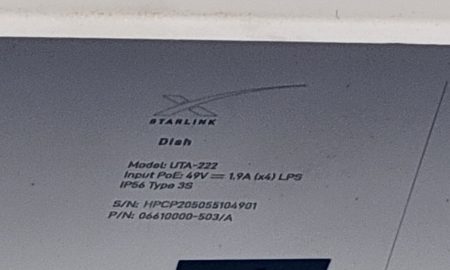 STARLINK
Dish
Model: UTA-222
Input PoE: 49V ⎓ 1.9A (x4) LPS
IP56 Type 3S
S/N: HPCP205055104901
P/N: 06610000-503/A